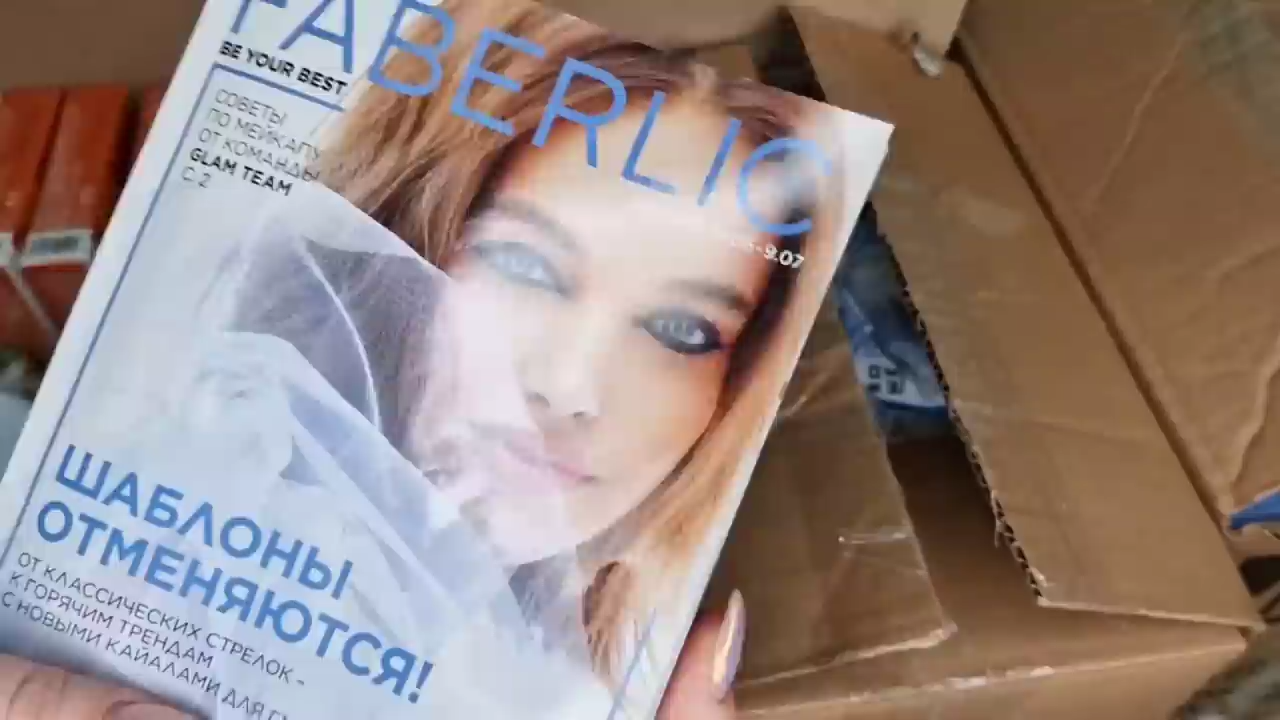 FABERLIC
BE YOUR BEST
СОВЕТЫ
ПО МЕЙКАПУ
ОТ КОМАНДЫ
GLAM TEAM
С. 2
9.07
ШАБЛОНЫ
ОТМЕНЯЮТСЯ!
ОТ КЛАССИЧЕСКИХ СТРЕЛОК –
К ГОРЯЧИМ ТРЕНДАМ
С НОВЫМИ КАЙАЛАМИ ДЛЯ